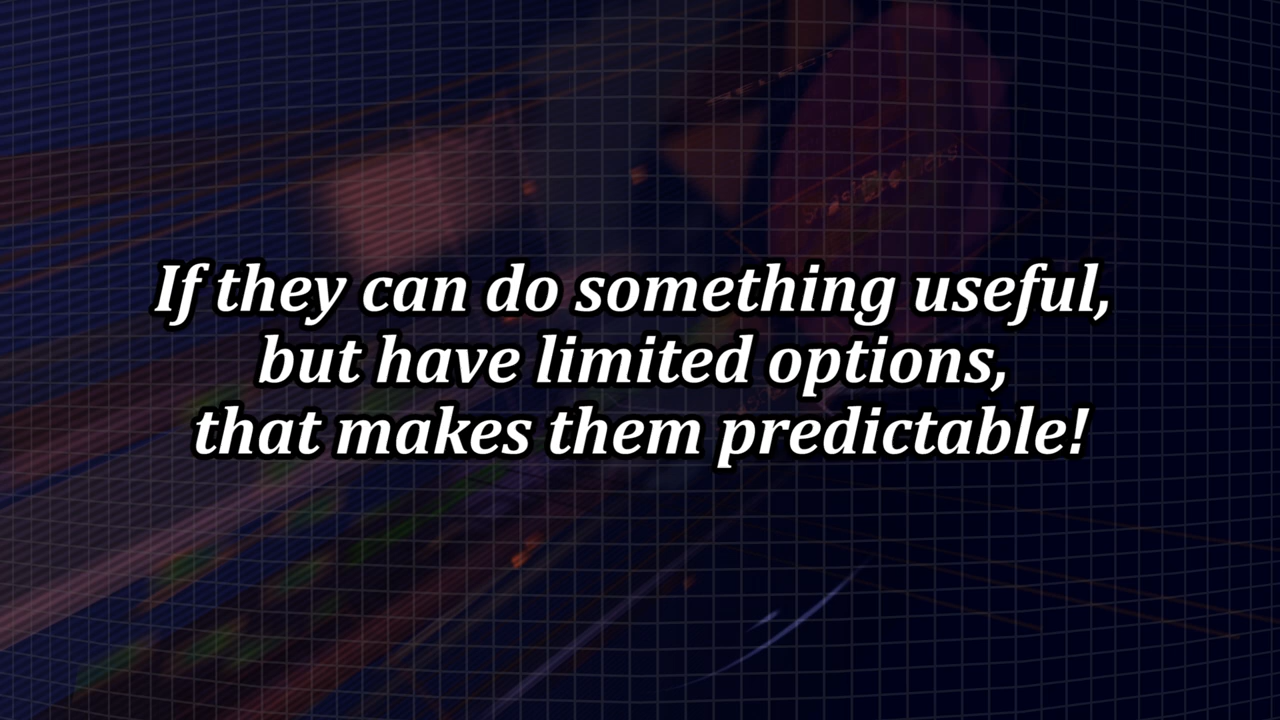 If they can do something useful,
but have limited options,
that makes them predictable!